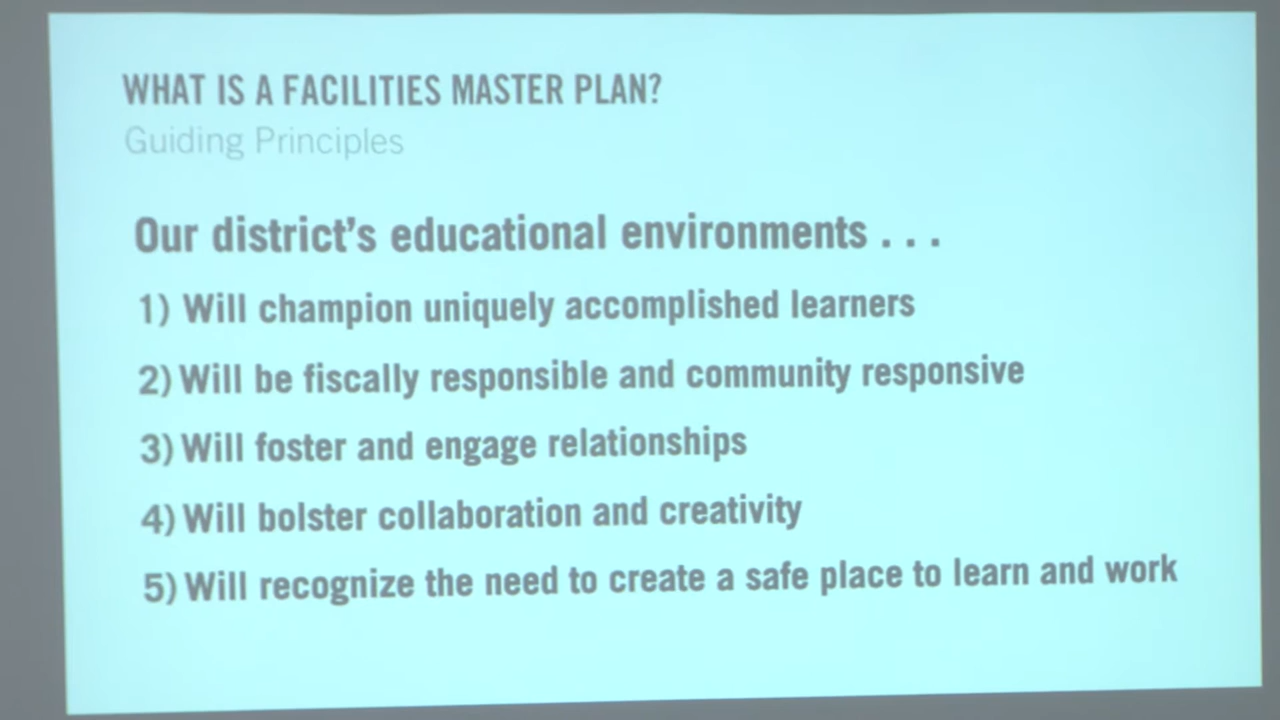 WHAT IS A FACILITIES MASTER PLAN?
Guiding Principles
Our district's educational environments . . .
1) Will champion uniquely accomplished learners
2) Will be fiscally responsible and community responsive
3) Will foster and engage relationships
4) Will bolster collaboration and creativity
5) Will recognize the need to create a safe place to learn and work